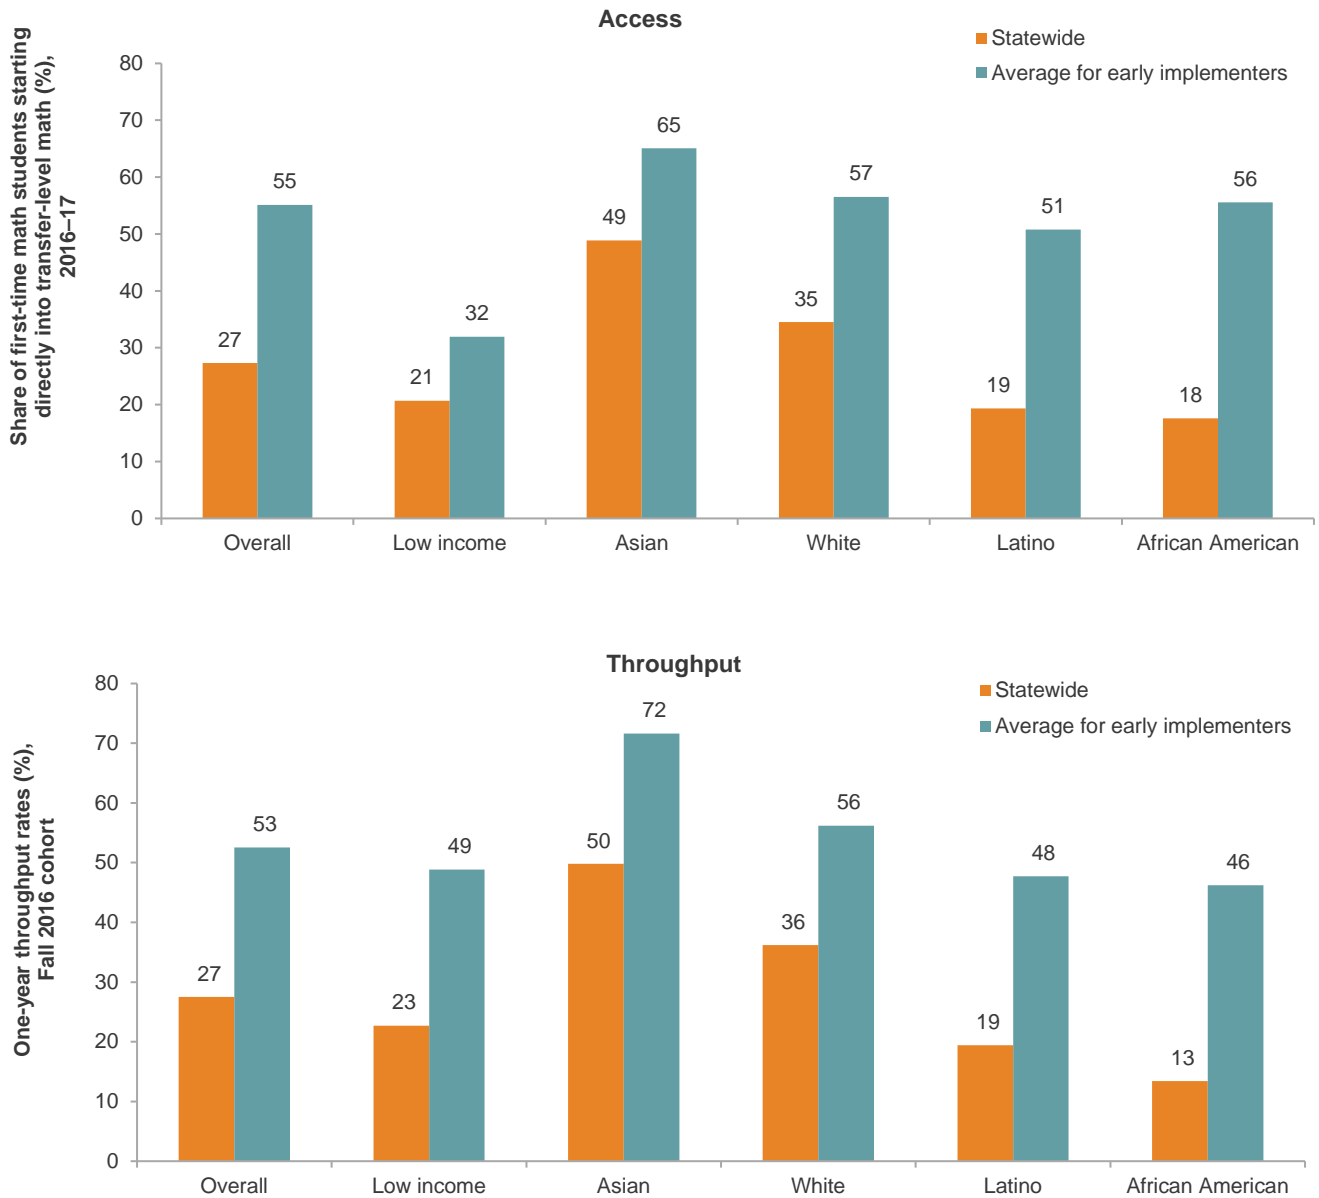 Access
Statewide
Average for early implementers
Share of first-time math students starting
directly into transfer-level math (%),
2016–17
80
70
60
50
40
30
20
10
0
27
55
21
32
49
65
35
57
19
51
18
56
Overall
Low income
Asian
White
Latino
African American
Throughput
Statewide
Average for early implementers
One-year throughput rates (%),
Fall 2016 cohort
80
70
60
50
40
30
20
10
0
27
53
23
49
50
72
36
56
19
48
13
46
Overall
Low income
Asian
White
Latino
African American